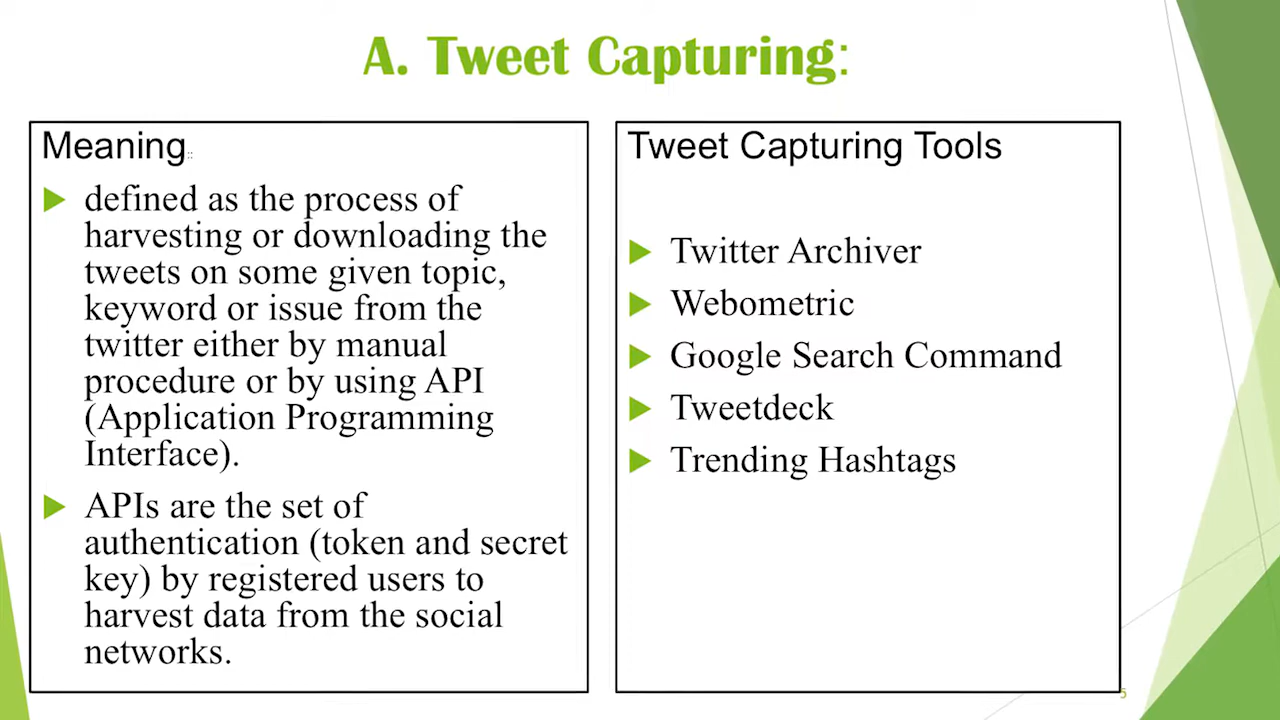 A. Tweet Capturing:
Meaning::
defined as the process of
harvesting or downloading the
tweets on some given topic,
keyword or issue from the
twitter either by manual
procedure or by using API
(Application Programming
Interface).
APIs are the set of
authentication (token and secret
key) by registered users to
harvest data from the social
networks.
Tweet Capturing Tools
Twitter Archiver
Webometric
Google Search Command
Tweetdeck
Trending Hashtags
5